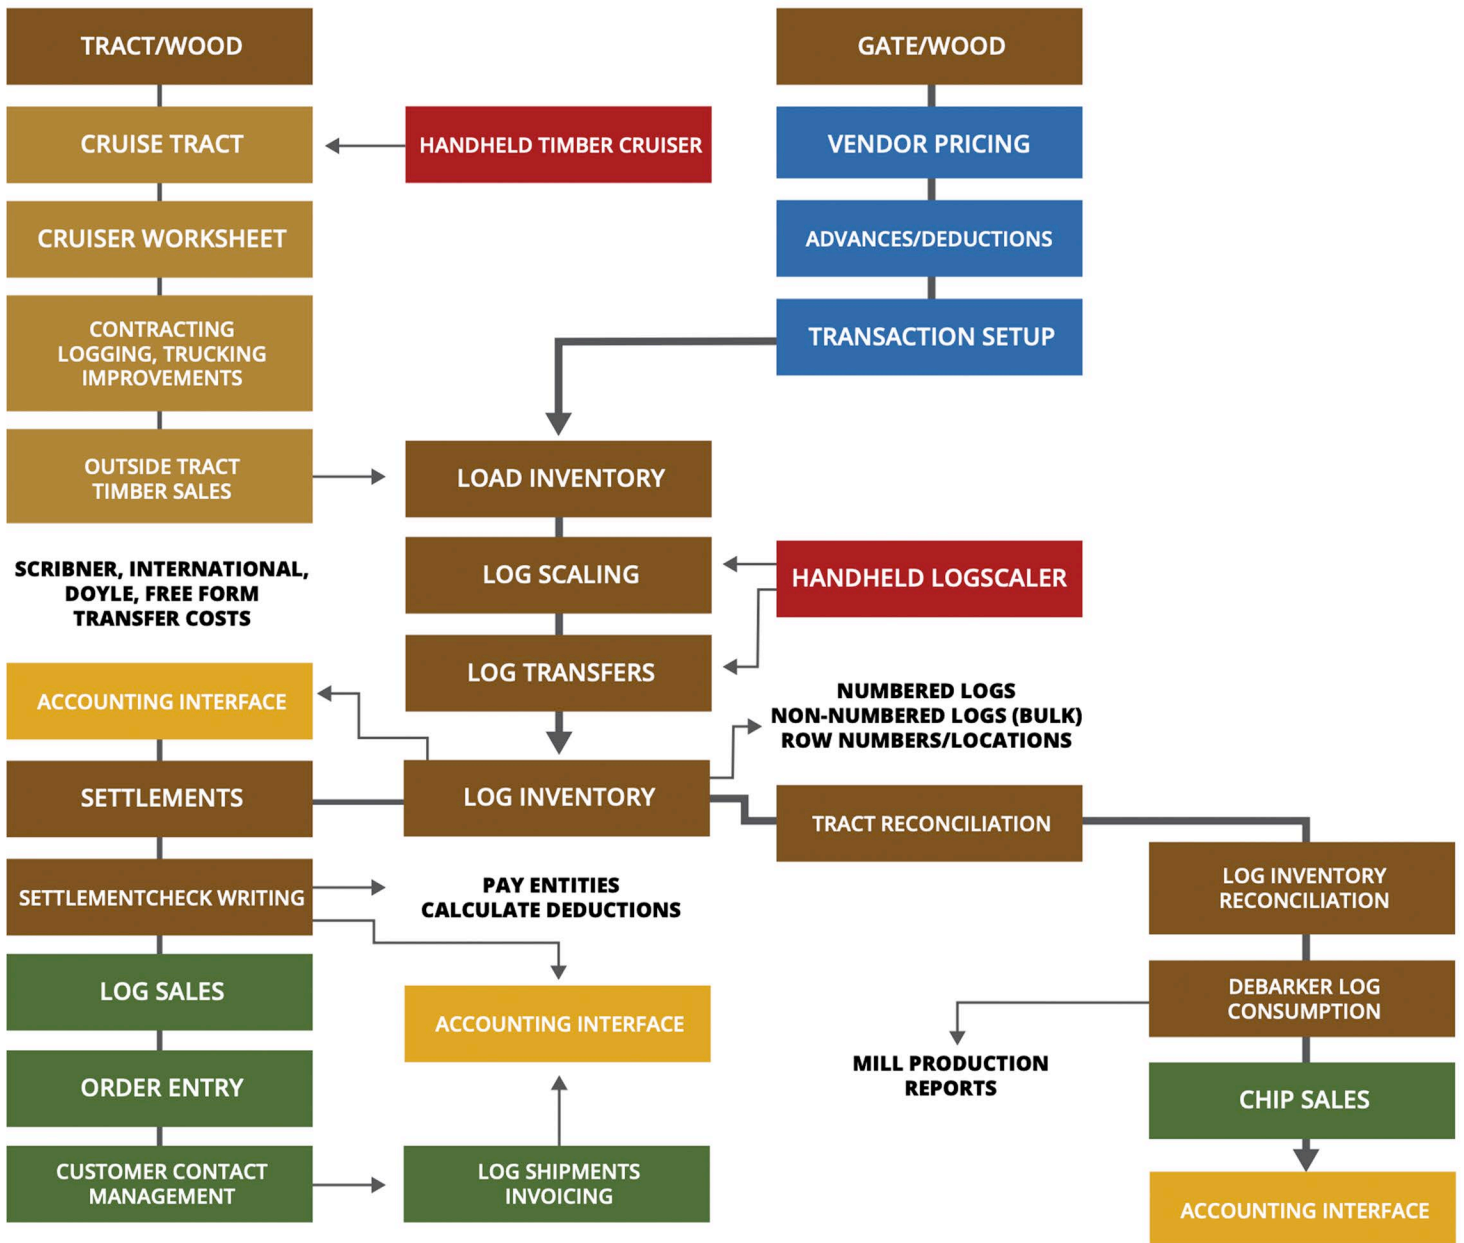 TRACT/WOOD
GATE/WOOD
CRUISE TRACT
HANDHELD TIMBER CRUISER
VENDOR PRICING
CRUISER WORKSHEET
ADVANCES/DEDUCTIONS
CONTRACTING
LOGGING, TRUCKING
IMPROVEMENTS
TRANSACTION SETUP
OUTSIDE TRACT
TIMBER SALES
LOAD INVENTORY
SCRIBNER, INTERNATIONAL,
DOYLE, FREE FORM
TRANSFER COSTS
LOG SCALING
HANDHELD LOGSCALER
LOG TRANSFERS
ACCOUNTING INTERFACE
NUMBERED LOGS
NON-NUMBERED LOGS (BULK)
ROW NUMBERS/LOCATIONS
SETTLEMENTS
LOG INVENTORY
TRACT RECONCILIATION
LOG INVENTORY
RECONCILIATION
SETTLEMENTCHECK WRITING
PAY ENTITIES
CALCULATE DEDUCTIONS
LOG SALES
DEBARKER LOG
CONSUMPTION
ACCOUNTING INTERFACE
MILL PRODUCTION
REPORTS
ORDER ENTRY
CHIP SALES
CUSTOMER CONTACT
MANAGEMENT
LOG SHIPMENTS
INVOICING
ACCOUNTING INTERFACE